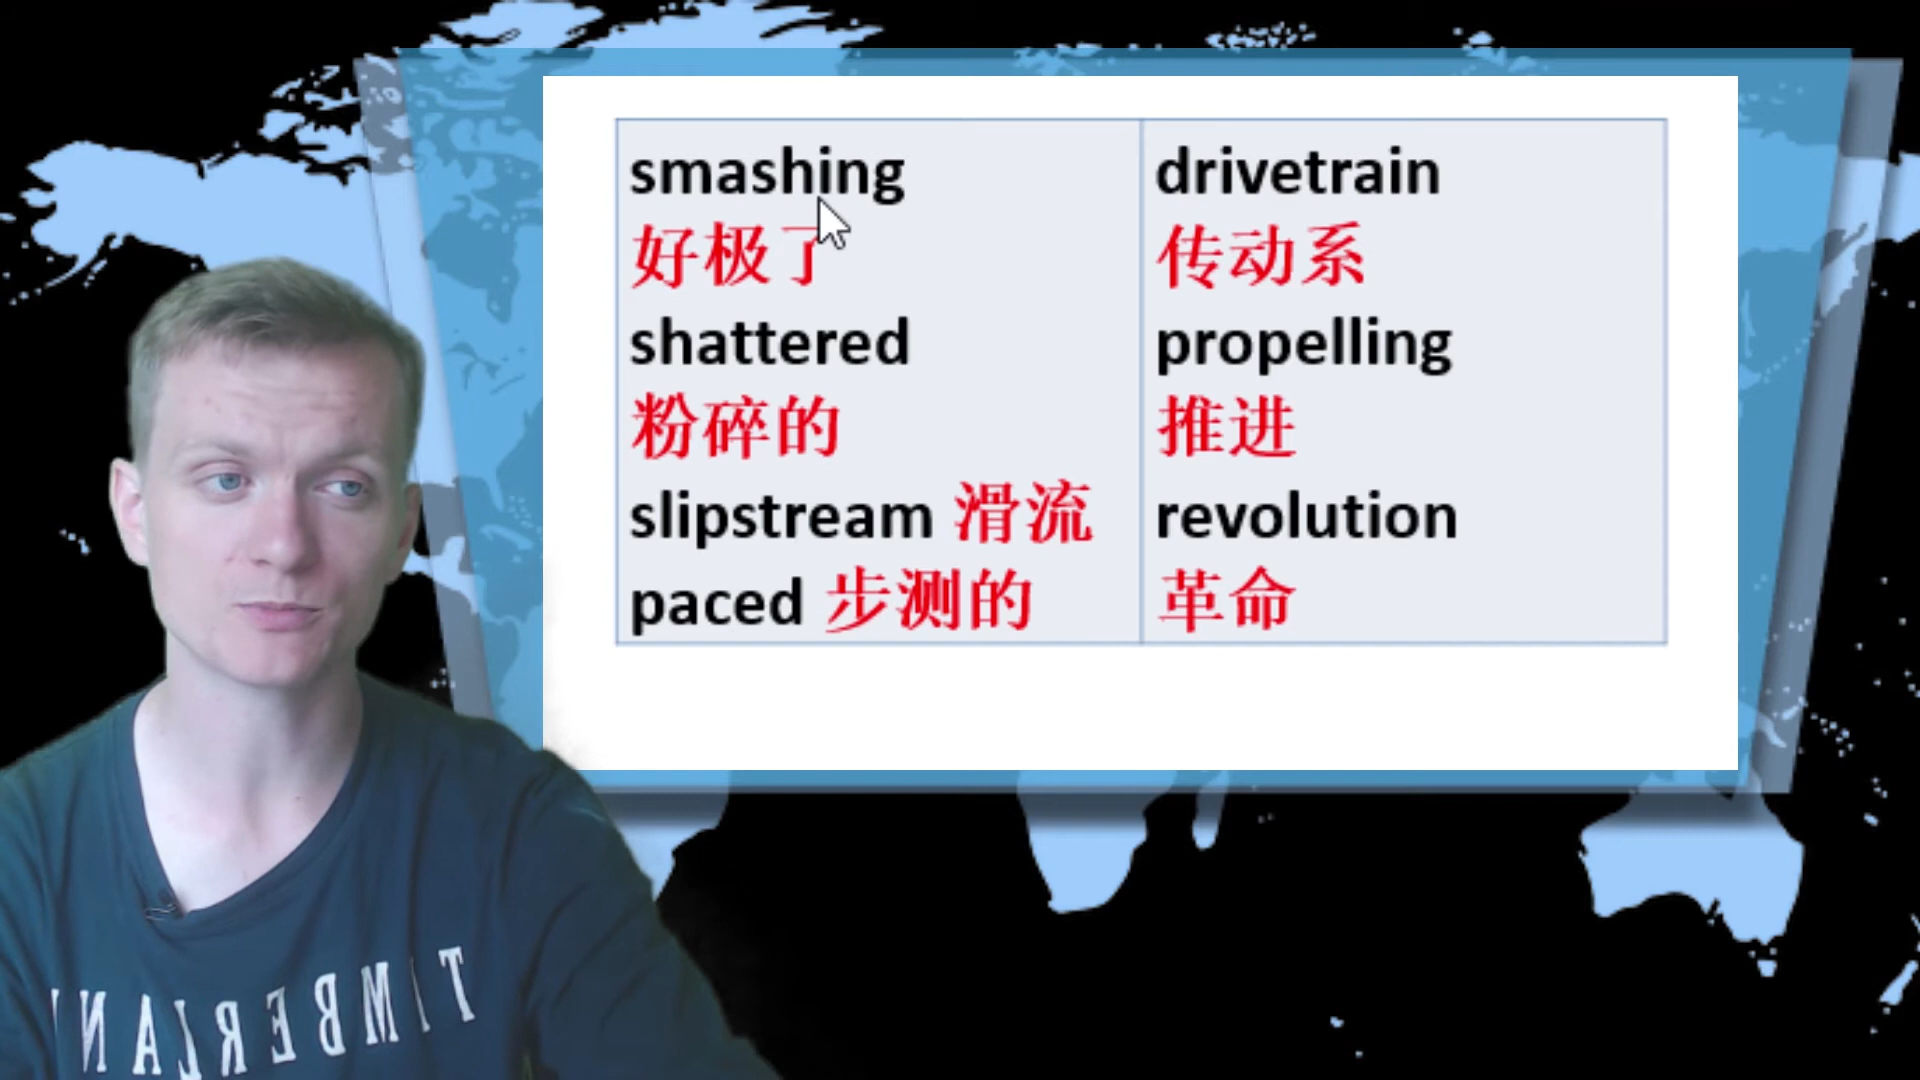 smashing
好极了
shattered
粉碎的
slipstream 滑流
paced 步测的
drivetrain
传动系
propelling
推进
revolution
革命
TIMBERLAN